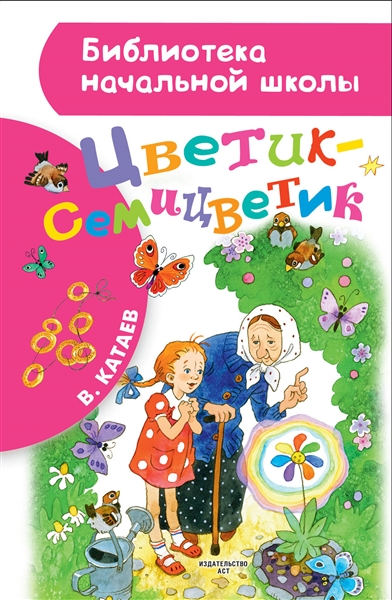 Библиотека
начальной школы
Цветик-
Семицветик
В. КАТАЕВ
ИЗДАТЕЛЬСТВО
АСТ